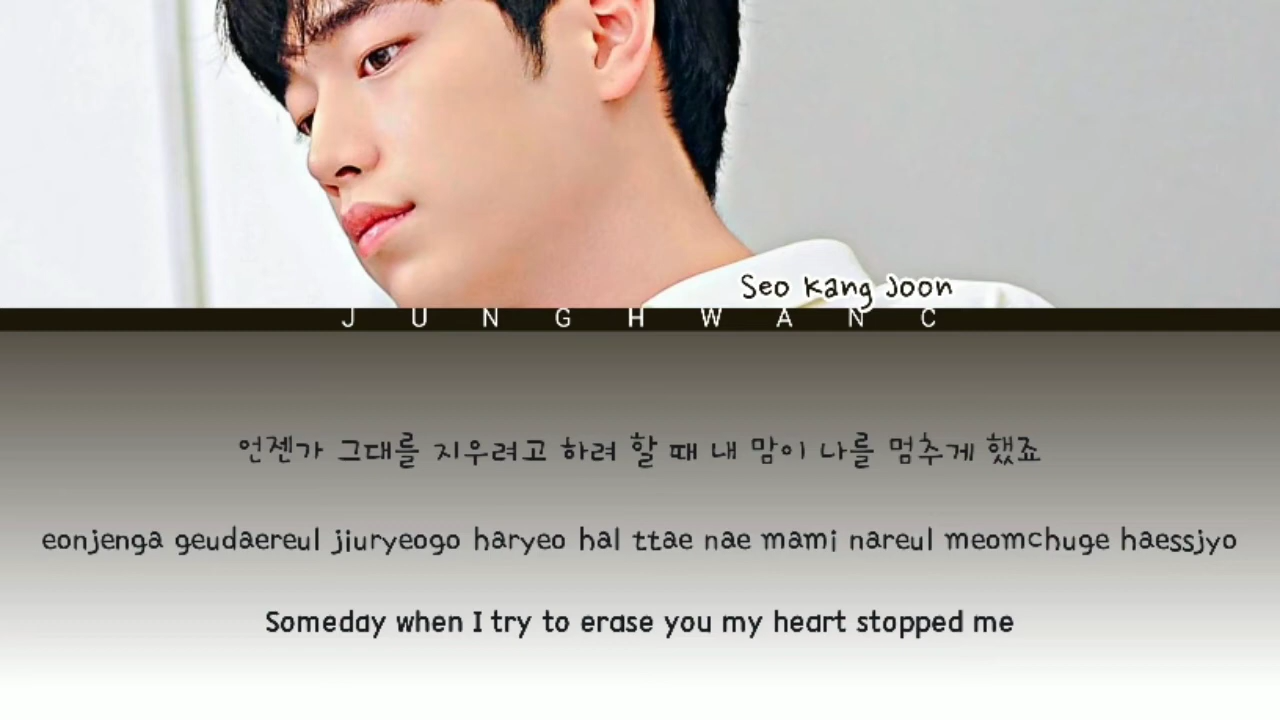 Seo Kang Joon
J U N G H W A N C
언젠가 그대를 지우려고 하려 할 때 내 맘이 나를 멈추게 했죠
eonjenga geudaereul jiuryeogo haryeo hal ttae nae mami nareul meomchuge haessjyo
Someday when I try to erase you my heart stopped me